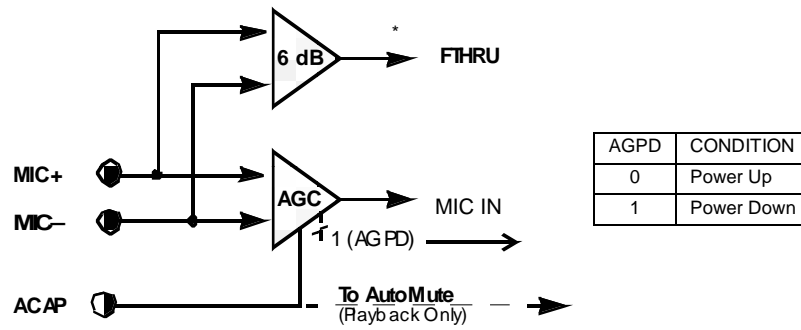 *
6 dB
FTHRU
MIC+
AGC
MIC IN
MIC–
1 (AGPD)
ACAP
To AutoMute
(Playback Only)
AGPD CONDITION
0 Power Up
1 Power Down